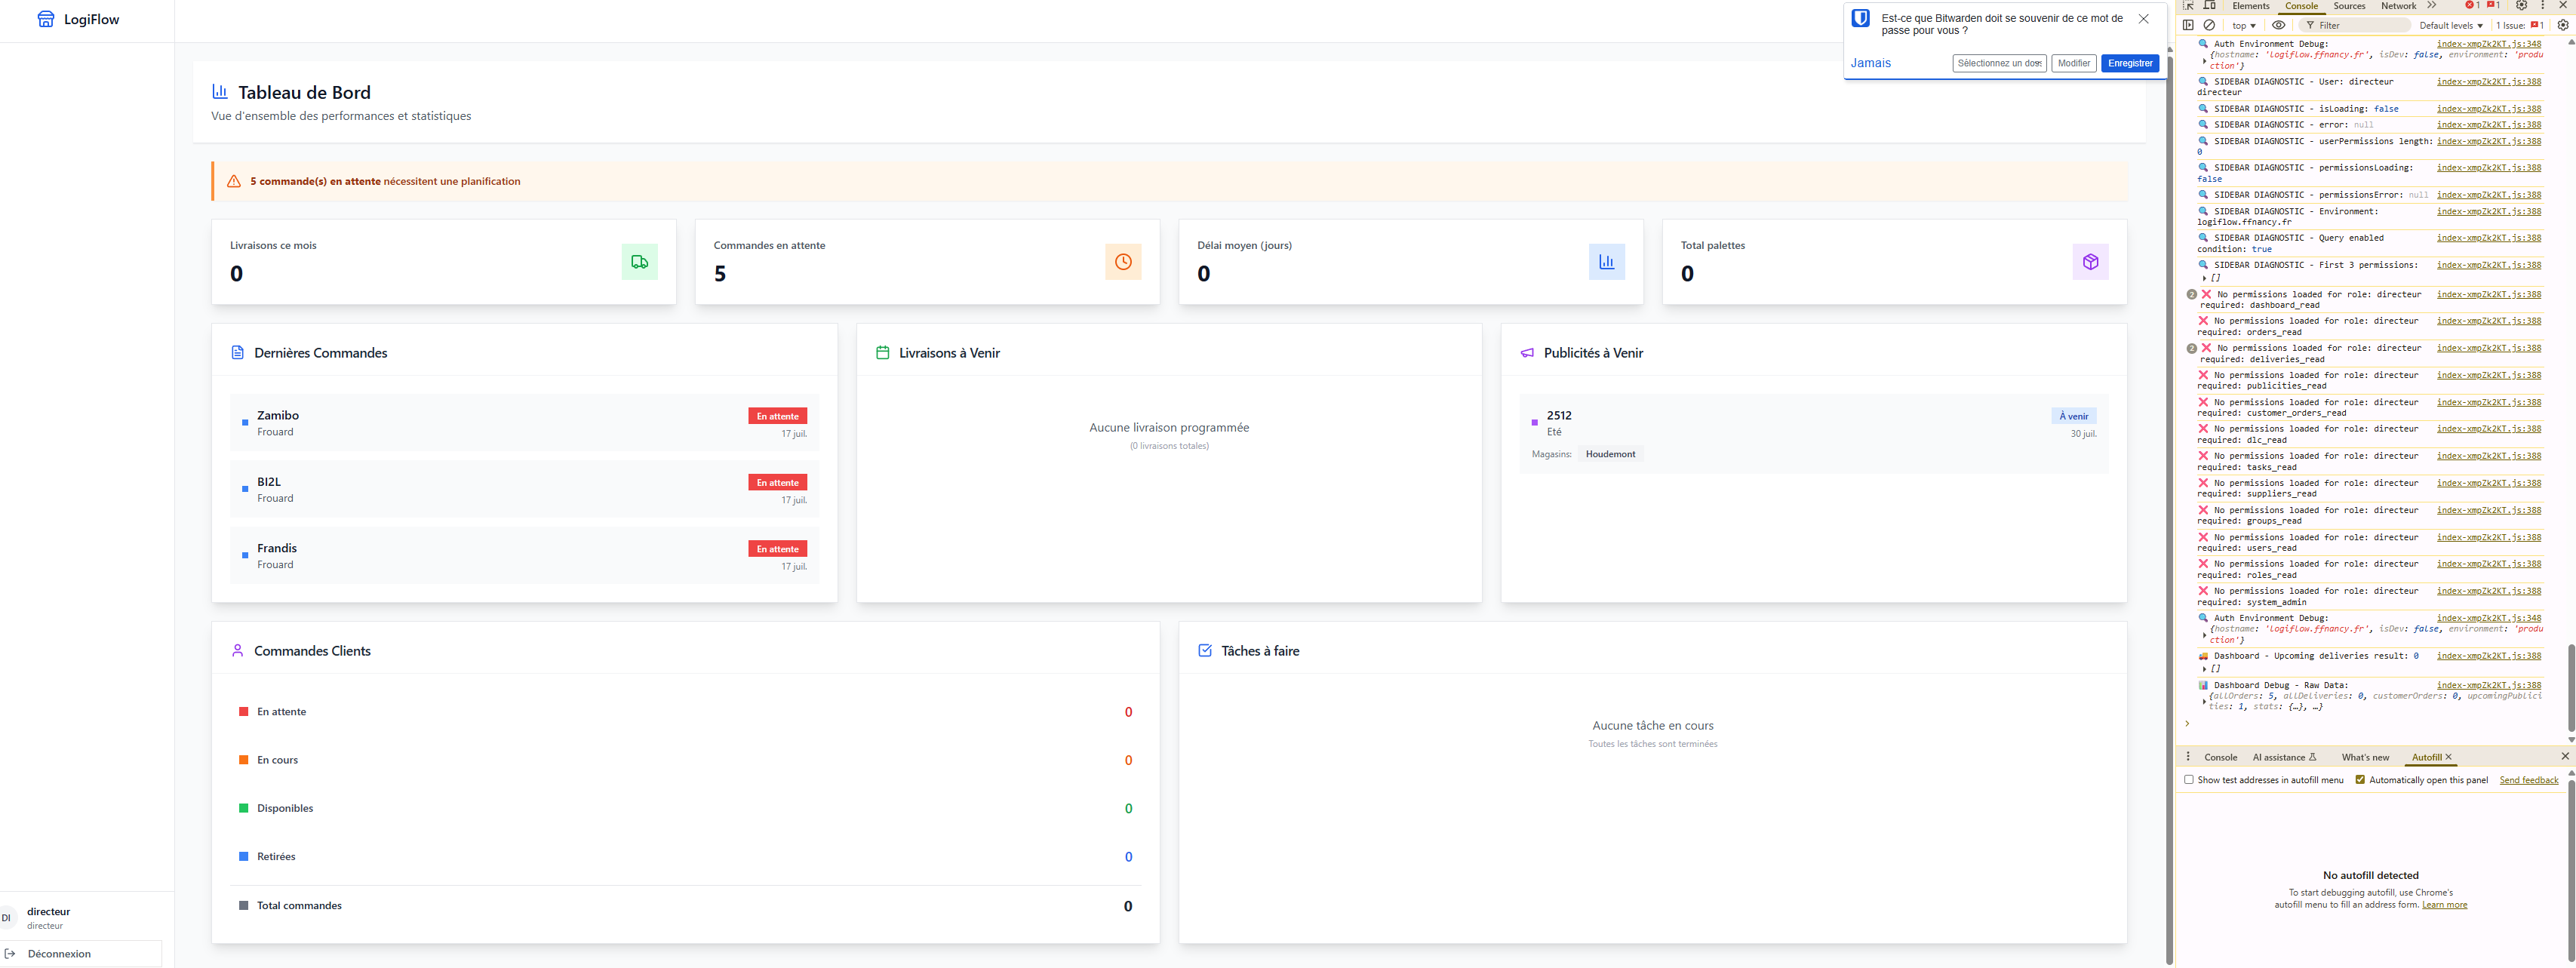 LogiFlow
Est-ce que Bitwarden doit se souvenir de ce mot de
passe pour vous ?
Jamais
Sélectionnez un dos
Modifier
Enregistrer
Tableau de Bord
Vue d'ensemble des performances et statistiques
5 commande(s) en attente nécessitent une planification
Livraisons ce mois
0
Commandes en attente
5
Délai moyen (jours)
0
Total palettes
0
Dernières Commandes
Zamibo
Frouard
En attente
17 juil.
BI2L
Frouard
En attente
17 juil.
Frandis
Frouard
En attente
17 juil.
Livraisons à Venir
Aucune livraison programmée
(0 livraisons totales)
Publicités à Venir
2512
Eté
À venir
30 juil.
Magasins: Houdemont
Commandes Clients
En attente 0
En cours 0
Disponibles 0
Retirées 0
Total commandes 0
Tâches à faire
Aucune tâche en cours
Toutes les tâches sont terminées
DI
directeur
directeur
Déconnexion
Elements Console Sources Network 1 1
top Filter Default levels 1 Issue: 1
Auth Environment Debug: index-xmpZk2KT.js:348
{hostname: 'logiflow.ffnancy.fr', isDev: false, environment: 'produ
ction'}
SIDEBAR DIAGNOSTIC - User: directeur index-xmpZk2KT.js:388
directeur
SIDEBAR DIAGNOSTIC - isLoading: false index-xmpZk2KT.js:388
SIDEBAR DIAGNOSTIC - error: null index-xmpZk2KT.js:388
SIDEBAR DIAGNOSTIC - userPermissions length: index-xmpZk2KT.js:388
0
SIDEBAR DIAGNOSTIC - permissionsLoading: index-xmpZk2KT.js:388
false
SIDEBAR DIAGNOSTIC - permissionsError: null index-xmpZk2KT.js:388
SIDEBAR DIAGNOSTIC - Environment: index-xmpZk2KT.js:388
logiflow.ffnancy.fr
SIDEBAR DIAGNOSTIC - Query enabled index-xmpZk2KT.js:388
condition: true
SIDEBAR DIAGNOSTIC - First 3 permissions: index-xmpZk2KT.js:388
[]
2 No permissions loaded for role: directeur index-xmpZk2KT.js:388
required: dashboard_read
No permissions loaded for role: directeur index-xmpZk2KT.js:388
required: orders_read
2 No permissions loaded for role: directeur index-xmpZk2KT.js:388
required: deliveries_read
No permissions loaded for role: directeur index-xmpZk2KT.js:388
required: publicities_read
No permissions loaded for role: directeur index-xmpZk2KT.js:388
required: customer_orders_read
No permissions loaded for role: directeur index-xmpZk2KT.js:388
required: dlc_read
No permissions loaded for role: directeur index-xmpZk2KT.js:388
required: tasks_read
No permissions loaded for role: directeur index-xmpZk2KT.js:388
required: suppliers_read
No permissions loaded for role: directeur index-xmpZk2KT.js:388
required: groups_read
No permissions loaded for role: directeur index-xmpZk2KT.js:388
required: users_read
No permissions loaded for role: directeur index-xmpZk2KT.js:388
required: roles_read
No permissions loaded for role: directeur index-xmpZk2KT.js:388
required: system_admin
Auth Environment Debug: index-xmpZk2KT.js:348
{hostname: 'logiflow.ffnancy.fr', isDev: false, environment: 'produ
ction'}
Dashboard - Upcoming deliveries result: 0 index-xmpZk2KT.js:388
[]
Dashboard Debug - Raw Data: index-xmpZk2KT.js:388
{allOrders: 5, allDeliveries: 0, customerOrders: 0, upcomingPublici
ties: 1, stats: {…}, …}
Console AI assistance What's new Autofill
Show test addresses in autofill menu Automatically open this panel Send feedback
No autofill detected
To start debugging autofill, use Chrome's
autofill menu to fill an address form. Learn more